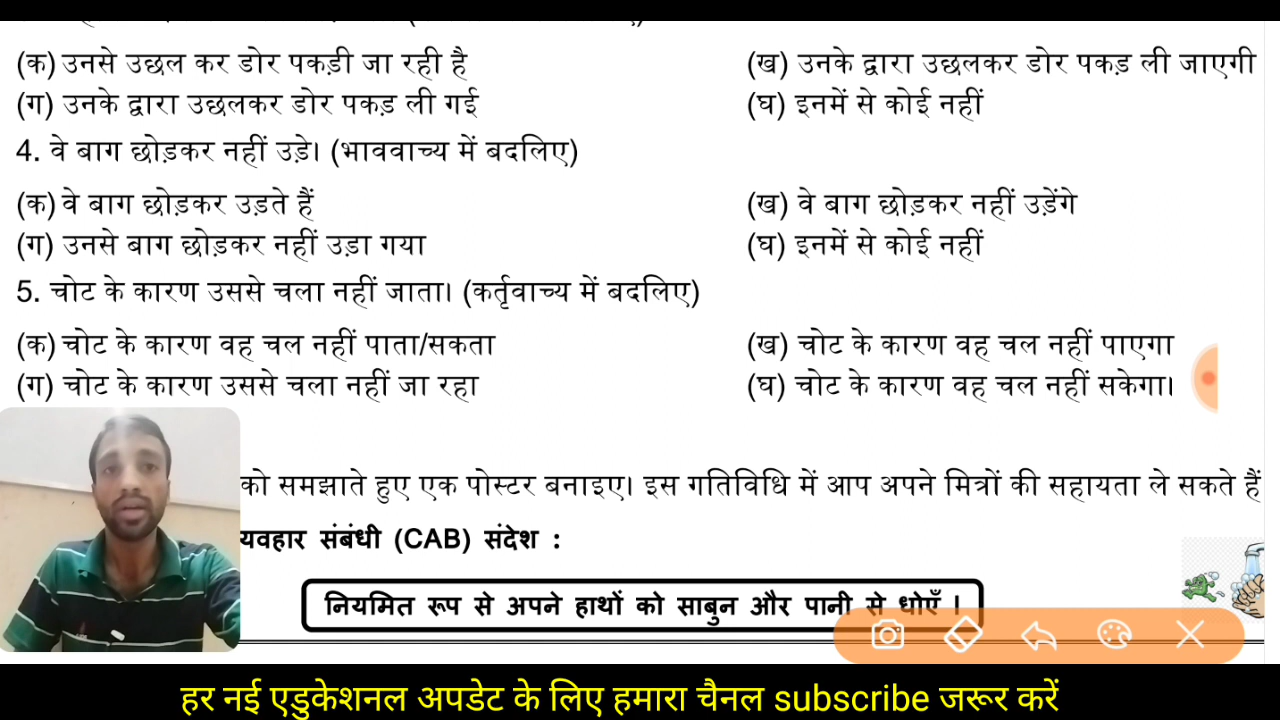 (क) उनसे उछल कर डोर पकड़ी जा रही है (ख) उनके द्वारा उछलकर डोर पकड़ ली जाएगी
(ग) उनके द्वारा उछलकर डोर पकड़ ली गई (घ) इनमें से कोई नहीं
4. वे बाग छोड़कर नहीं उड़े। (भाववाच्य में बदलिए)
(क) वे बाग छोड़कर उड़ते हैं (ख) वे बाग छोड़कर नहीं उड़ेंगे
(ग) उनसे बाग छोड़कर नहीं उड़ा गया (घ) इनमें से कोई नहीं
5. चोट के कारण उससे चला नहीं जाता। (कर्तृवाच्य में बदलिए)
(क) चोट के कारण वह चल नहीं पाता/सकता (ख) चोट के कारण वह चल नहीं पाएगा
(ग) चोट के कारण उससे चला नहीं जा रहा (घ) चोट के कारण वह चल नहीं सकेगा।
को समझाते हुए एक पोस्टर बनाइए। इस गतिविधि में आप अपने मित्रों की सहायता ले सकते हैं
यवहार संबंधी (CAB) संदेश :
नियमित रूप से अपने हाथों को साबुन और पानी से धोएँ !
हर नई एडुकेशनल अपडेट के लिए हमारा चैनल subscribe जरूर करें